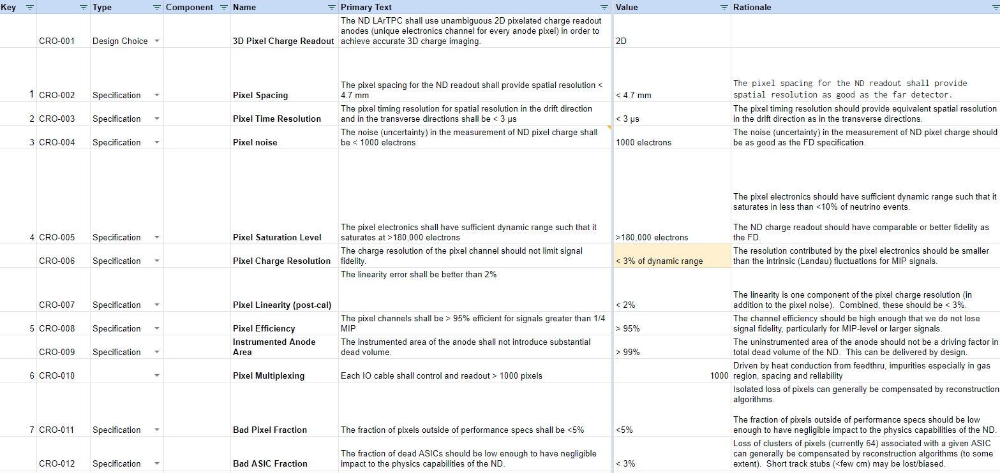 Key Type Component Name Primary Text Value Rationale
The ND LArTPC shall use unambiguous 2D pixelated charge readout
anodes (unique electronics channel for every anode pixel) in order to
CRO-001 Design Choice 3D Pixel Charge Readout achieve accurate 3D charge imaging. 2D
The pixel spacing for the ND readout shall provide spatial resolution < The pixel spacing for the ND readout shall provide
1 CRO-002 Specification Pixel Spacing 4.7 mm < 4.7 mm spatial resolution as good as the far detector.
The pixel timing resolution for spatial resolution in the drift direction The pixel timing resolution should provide equivalent spatial resolution
2 CRO-003 Specification Pixel Time Resolution and in the transverse directions shall be < 3 µs < 3 µs in the drift direction as in the transverse directions.
The noise (uncertainty) in the measurement of ND pixel charge shall The noise (uncertainty) in the measurement of ND pixel charge should
3 CRO-004 Specification Pixel noise be < 1000 electrons 1000 electrons be as good as the FD specification.
The pixel electronics should have sufficient dynamic range such that it
saturates in less than <10% of neutrino events.
The pixel electronics shall have sufficient dynamic range such that it The ND charge readout should have comparable or better fidelity as
4 CRO-005 Specification Pixel Saturation Level saturates at >180,000 electrons >180,000 electrons the FD.
The charge resolution of the pixel channel should not limit signal The resolution contributed by the pixel electronics should be smaller
CRO-006 Specification Pixel Charge Resolution fidelity. < 3% of dynamic range than the intrinsic (Landau) fluctuations for MIP signals.
The linearity error shall be better than 2%
The linearity is one component of the pixel charge resolution (in
CRO-007 Specification Pixel Linearity (post-cal) < 2% addition to the pixel noise).  Combined, these should be < 3%.
The pixel channels shall be > 95% efficient for signals greater than 1/4 The channel efficiency should be high enough that we do not lose
5 CRO-008 Specification Pixel Efficiency MIP > 95% signal fidelity, particularly for MIP-level or larger signals.
Instrumented Anode The instrumented area of the anode shall not introduce substantial The uninstrumented area of the anode should not be a driving factor in
CRO-009 Specification Area dead volume. > 99% total dead volume of the ND.  This can be delivered by design.
Driven by heat conduction from feedthru, impurities especially in gas
6 CRO-010 Pixel Multiplexing Each IO cable shall control and readout > 1000 pixels 1000 region, spacing and reliability
Isolated loss of pixels can generally be compensated by reconstruction
algorithms.
The fraction of pixels outside of performance specs should be low
7 CRO-011 Specification Bad Pixel Fraction The fraction of pixels outside of performance specs shall be <5% <5% enough to have negligible impact to the physics capabilities of the ND.
Loss of clusters of pixels (currently 64) associated with a given ASIC
The fraction of dead ASICs should be low enough to have negligible can generally be compensated by reconstruction algorithms (to some
CRO-012 Specification Bad ASIC Fraction impact to the physics capabilities of the ND. < 3% extent).  Short track stubs (<few cm) may be lost/biased.